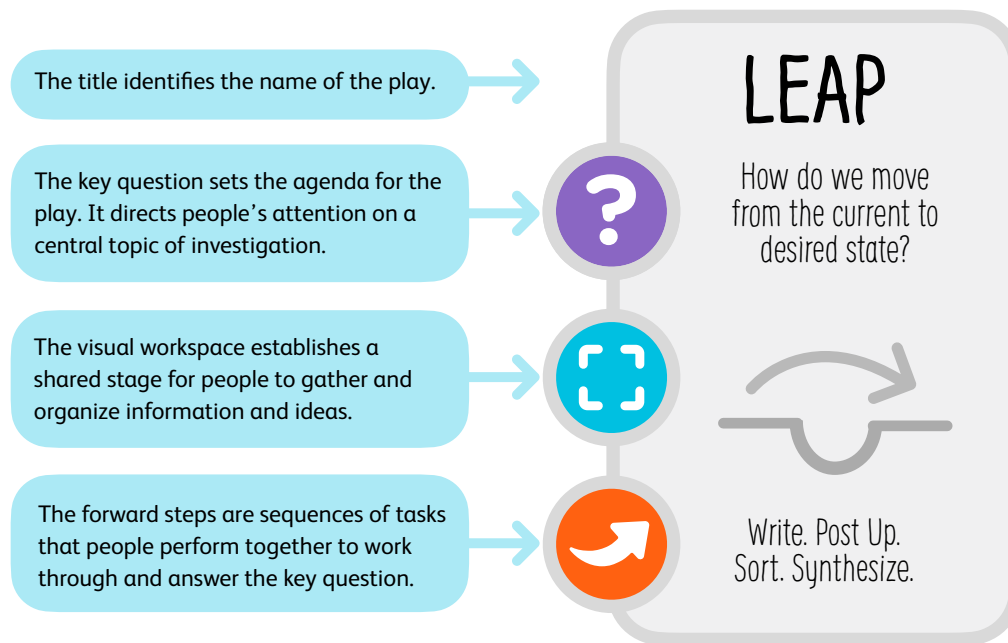 The title identifies the name of the play.
LEAP
The key question sets the agenda for the
play. It directs people’s attention on a
central topic of investigation.
?
How do we move
from the current to
desired state?
The visual workspace establishes a
shared stage for people to gather and
organize information and ideas.
The forward steps are sequences of tasks
that people perform together to work
through and answer the key question.
Write. Post Up.
Sort. Synthesize.